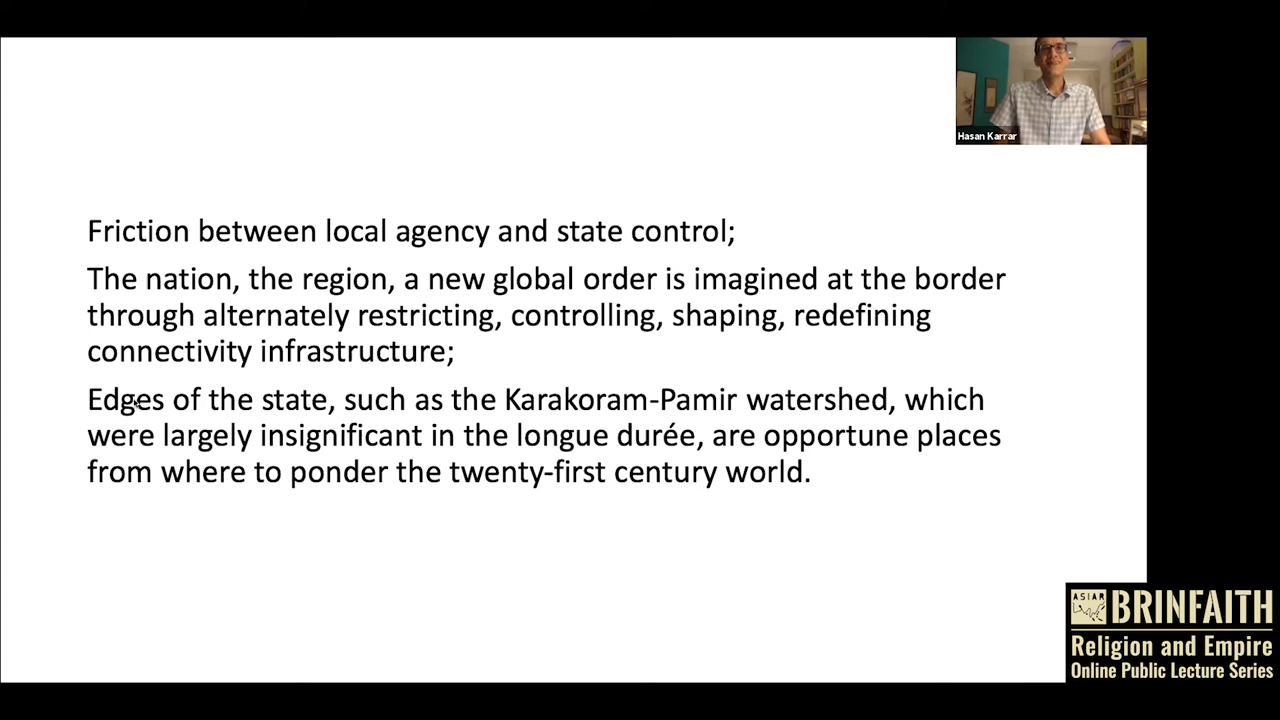 Hasan Karrar
Friction between local agency and state control;
The nation, the region, a new global order is imagined at the border
through alternately restricting, controlling, shaping, redefining
connectivity infrastructure;
Edges of the state, such as the Karakoram-Pamir watershed, which
were largely insignificant in the longue durée, are opportune places
from where to ponder the twenty-first century world.
ASIAR
BRINFAITH
Religion and Empire
Online Public Lecture Series